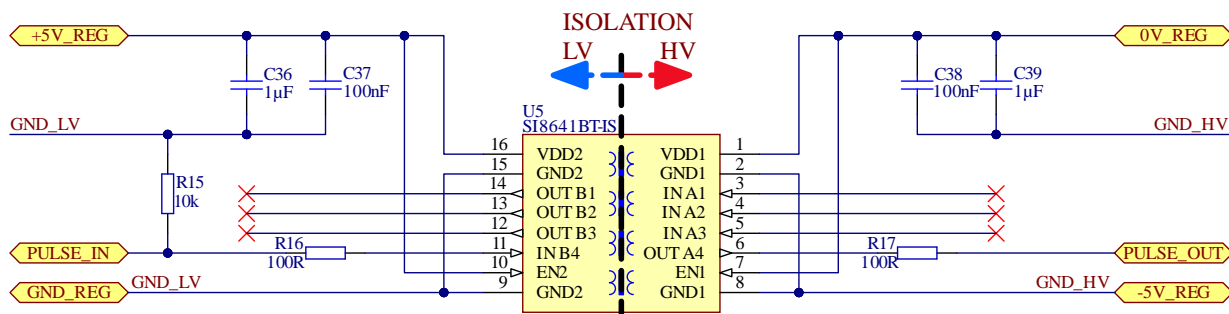 ISOLATION
LV HV
+5V_REG
0V_REG
C36
1µF
C37
100nF
C38
100nF
C39
1µF
GND_LV
GND_HV
U5
SI8641BT-IS
16 VDD2 VDD1 1
15 GND2 GND1 2
14 OUT B1 IN A1 3
13 OUT B2 IN A2 4
12 OUT B3 IN A3 5
11 IN B4 OUT A4 6
10 EN2 EN1 7
9 GND2 GND1 8
R15
10k
PULSE_IN
R16
100R
R17
100R
PULSE_OUT
GND_REG
GND_LV
GND_HV
-5V_REG